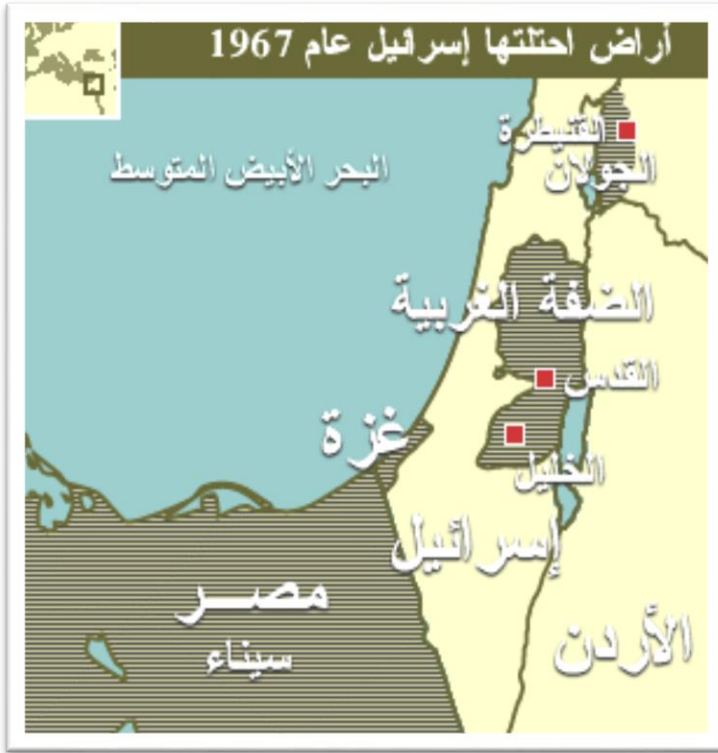 أراض احتلتها إسرائيل عام 1967
القنيطرة
الجولان
البحر الأبيض المتوسط
الضفة الغربية
القدس
غزة
الخليل
إسرائيل
مصر
سيناء
الأردن